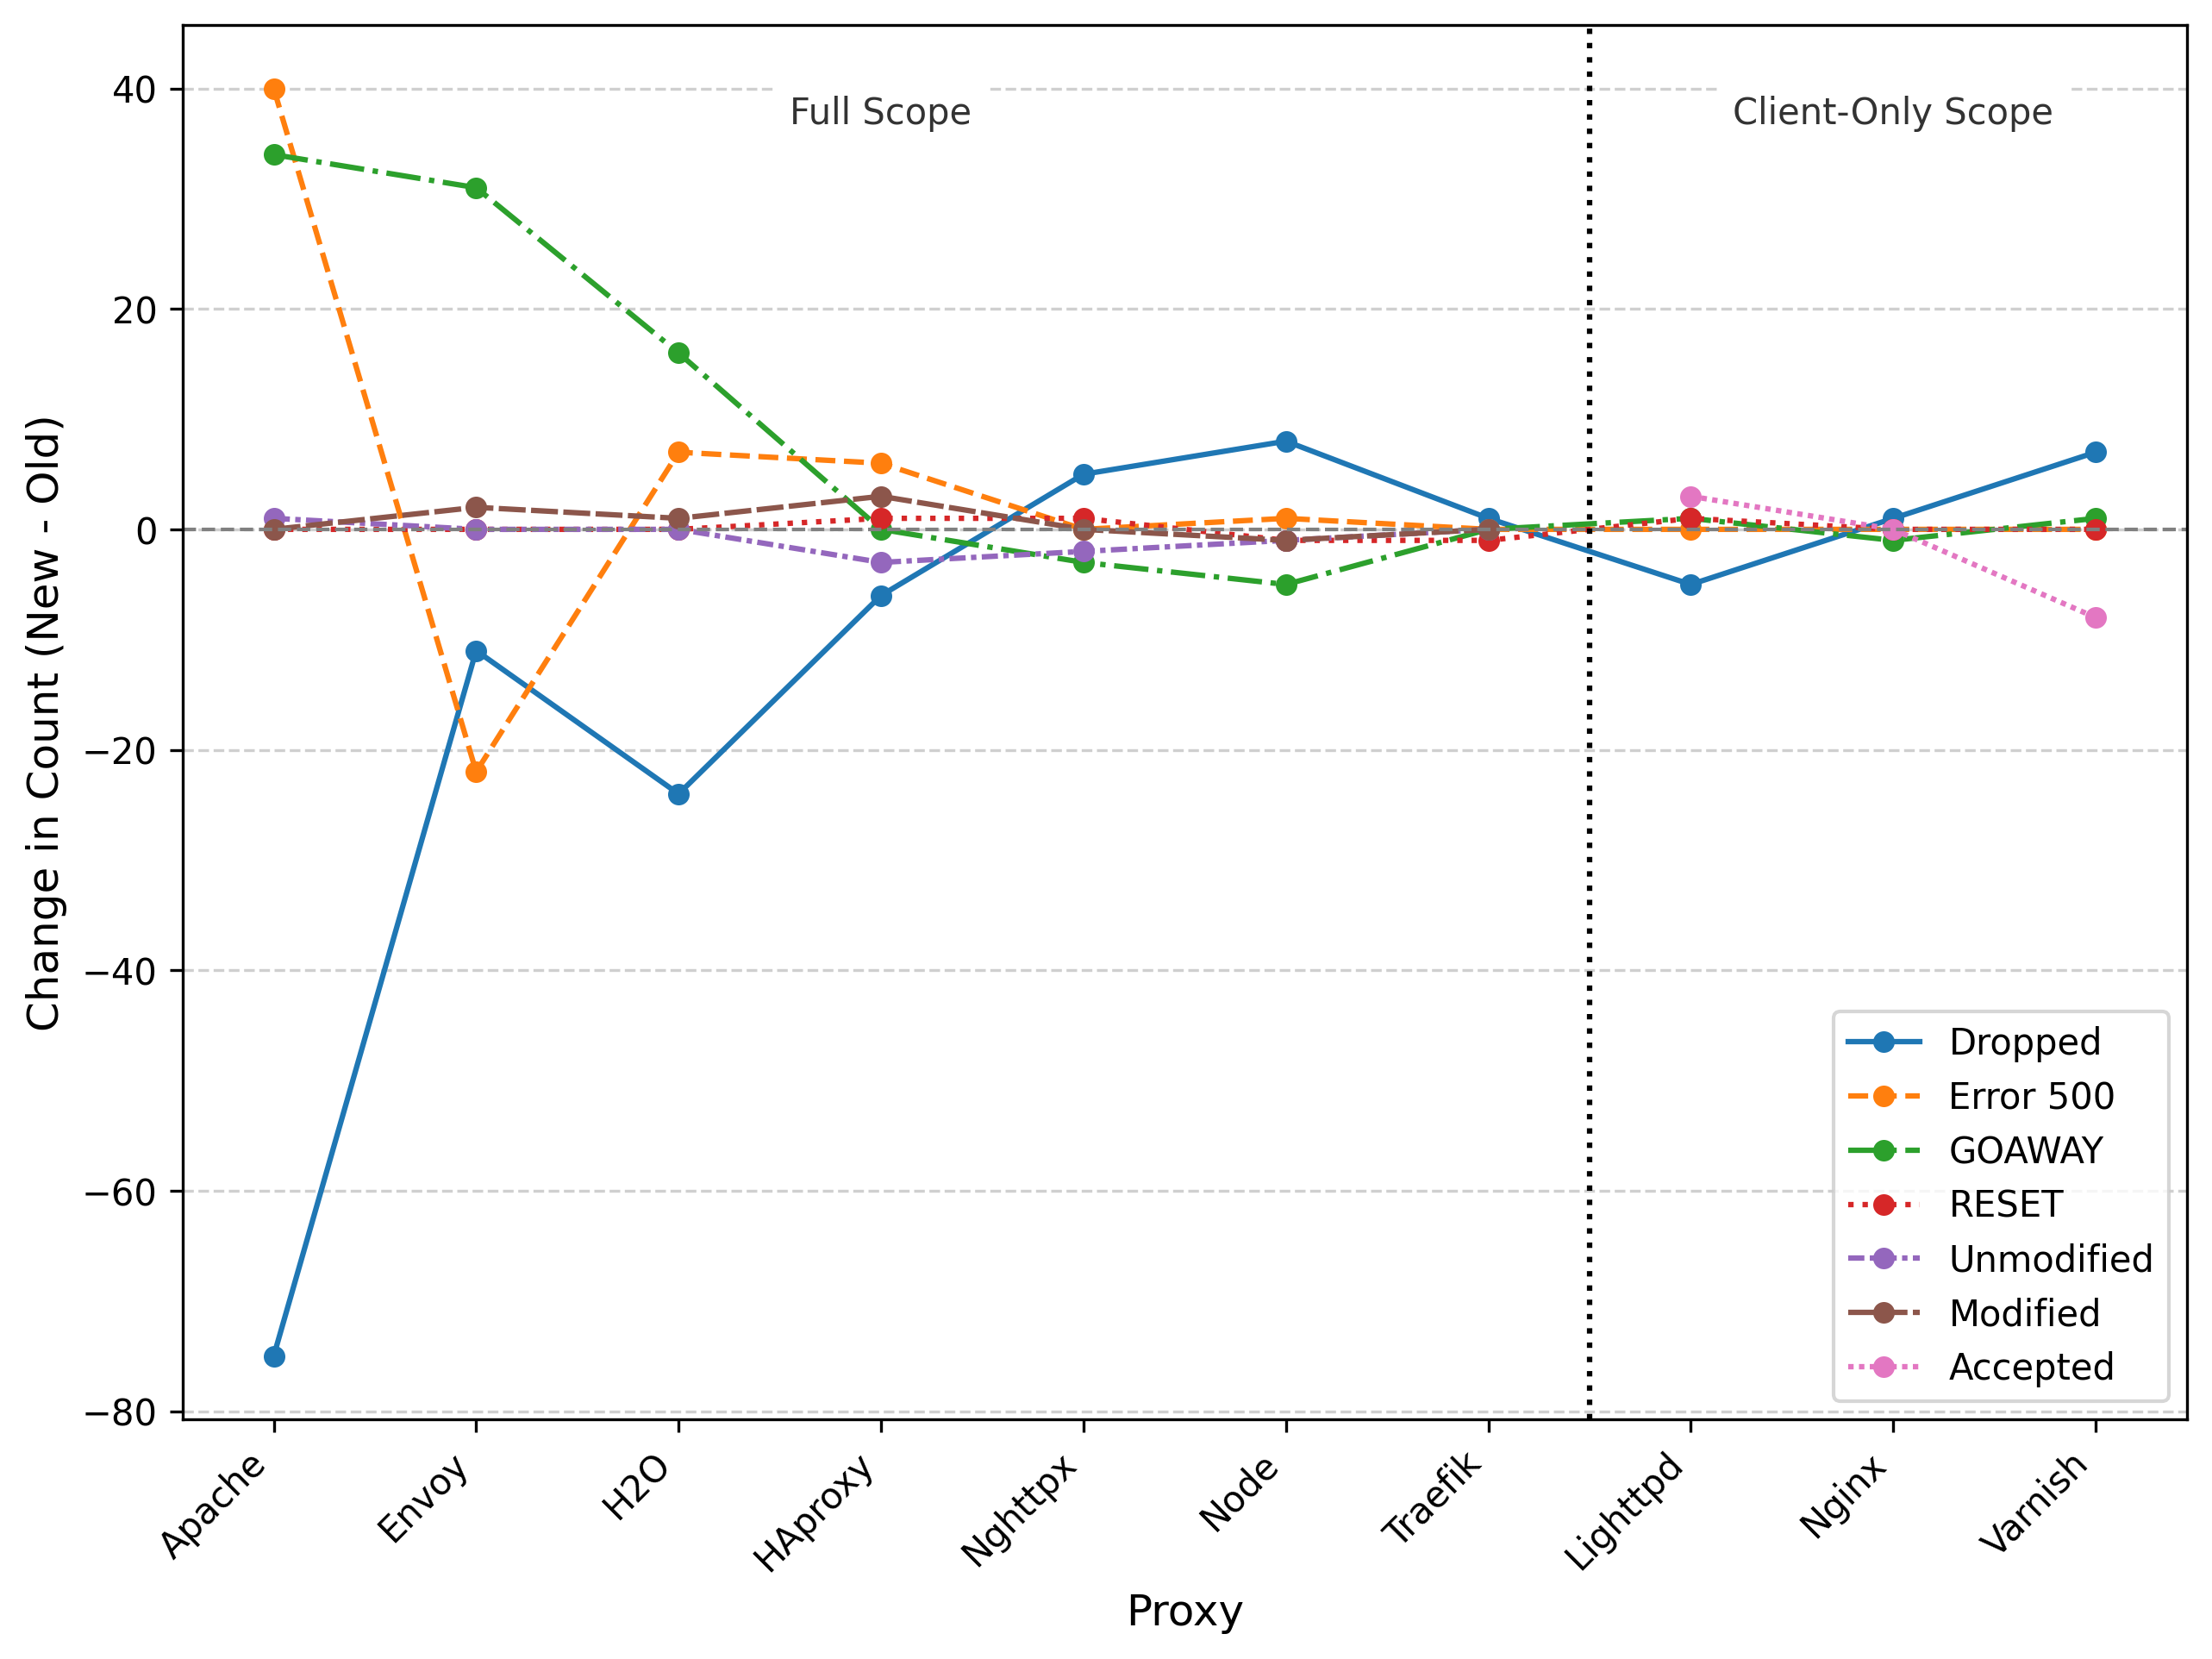 Change in Count (New - Old)
40
20
0
−20
−40
−60
−80
Full Scope
Client-Only Scope
Dropped
Error 500
GOAWAY
RESET
Unmodified
Modified
Accepted
Apache
Envoy
H2O
HAproxy
Nghttpx
Node
Traefik
Lighttpd
Nginx
Varnish
Proxy